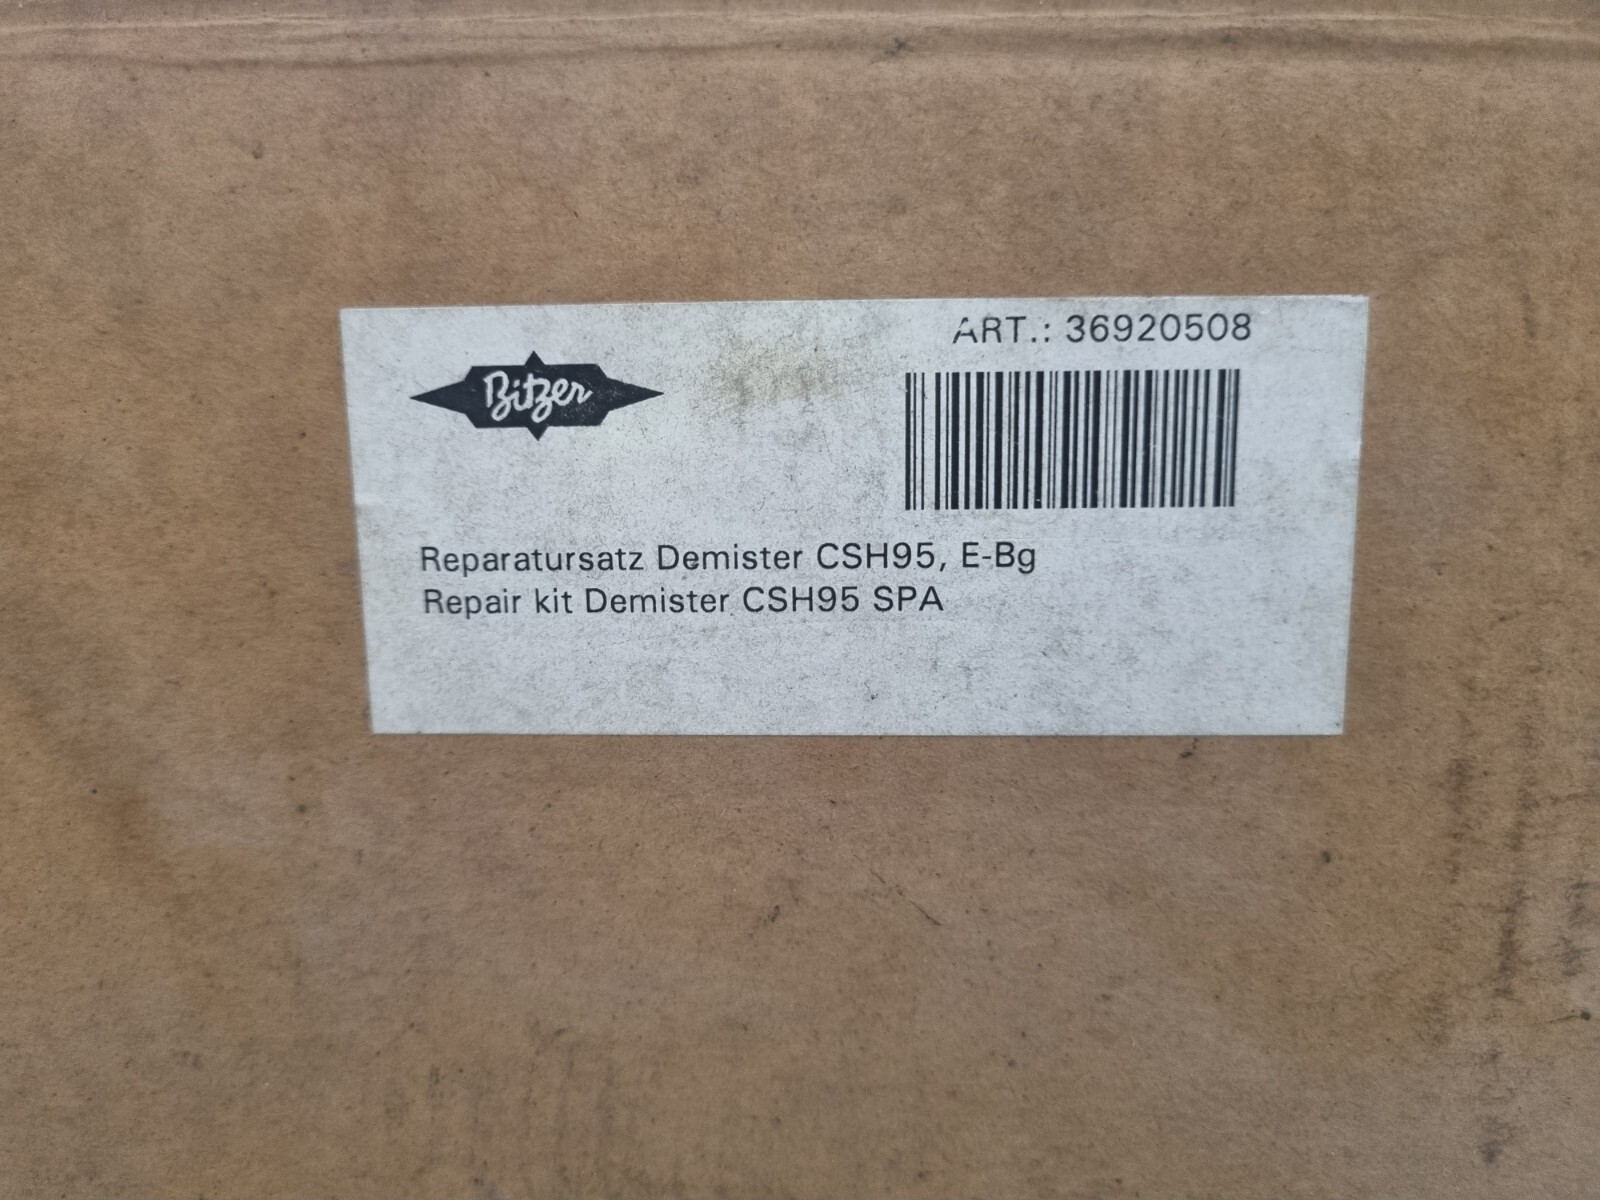 ART.: 36920508
Bitzer
Reparatursatz Demister CSH95, E-Bg
Repair kit Demister CSH95 SPA